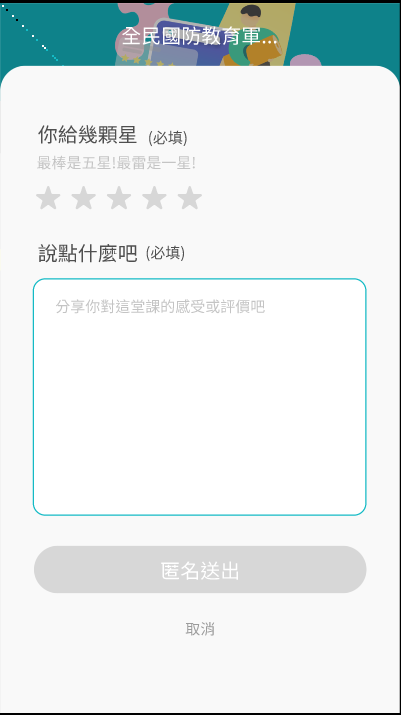 全民國防教育軍...
你給幾顆星 (必填)
最棒是五星!最雷是一星!
說點什麼吧 (必填)
分享你對這堂課的感受或評價吧
匿名送出
取消